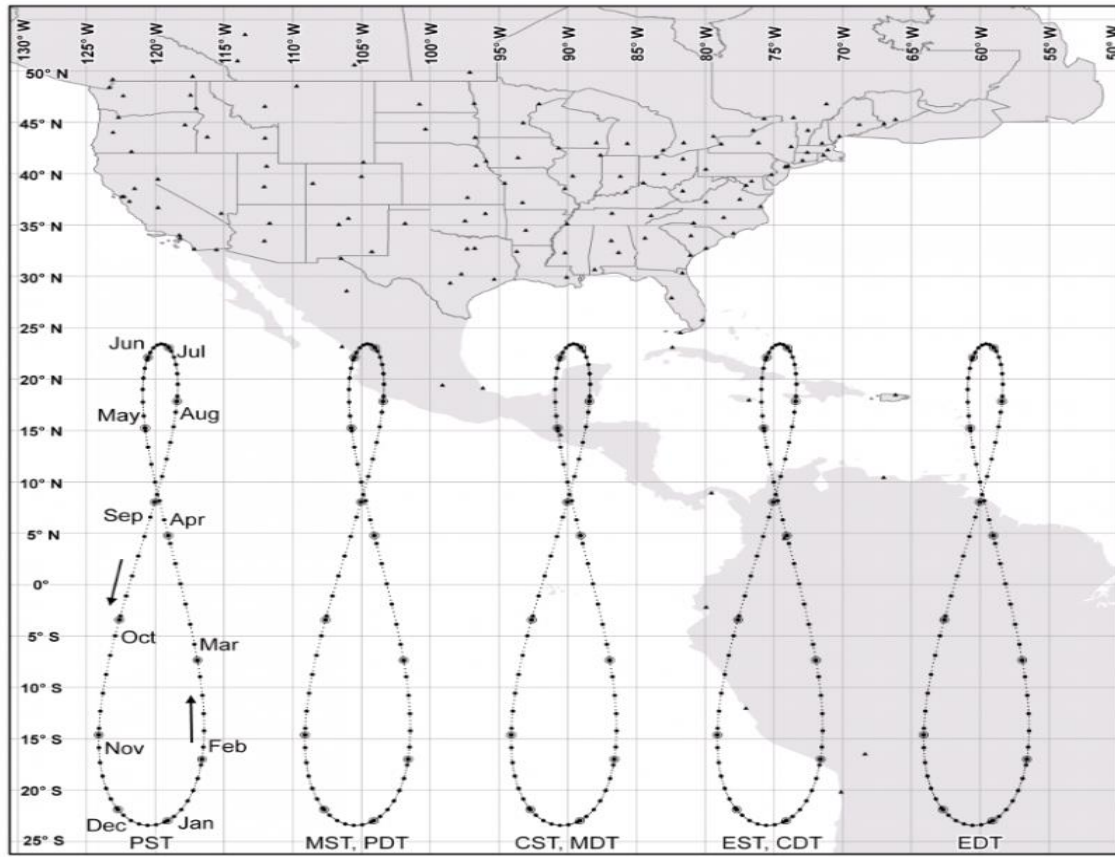 130° W 125° W 120° W 115° W 110° W 105° W 100° W 95° W 90° W 85° W 80° W 75° W 70° W 65° W 60° W 55° W 50° W
50° N
45° N
40° N
35° N
30° N
25° N
Jun Jul
20° N
May Aug
15° N
10° N
Sep Apr
5° N
0°
5° S
Oct Mar
10° S
15° S
Nov Feb
20° S
Dec Jan
25° S
PST MST, PDT CST, MDT EST, CDT EDT